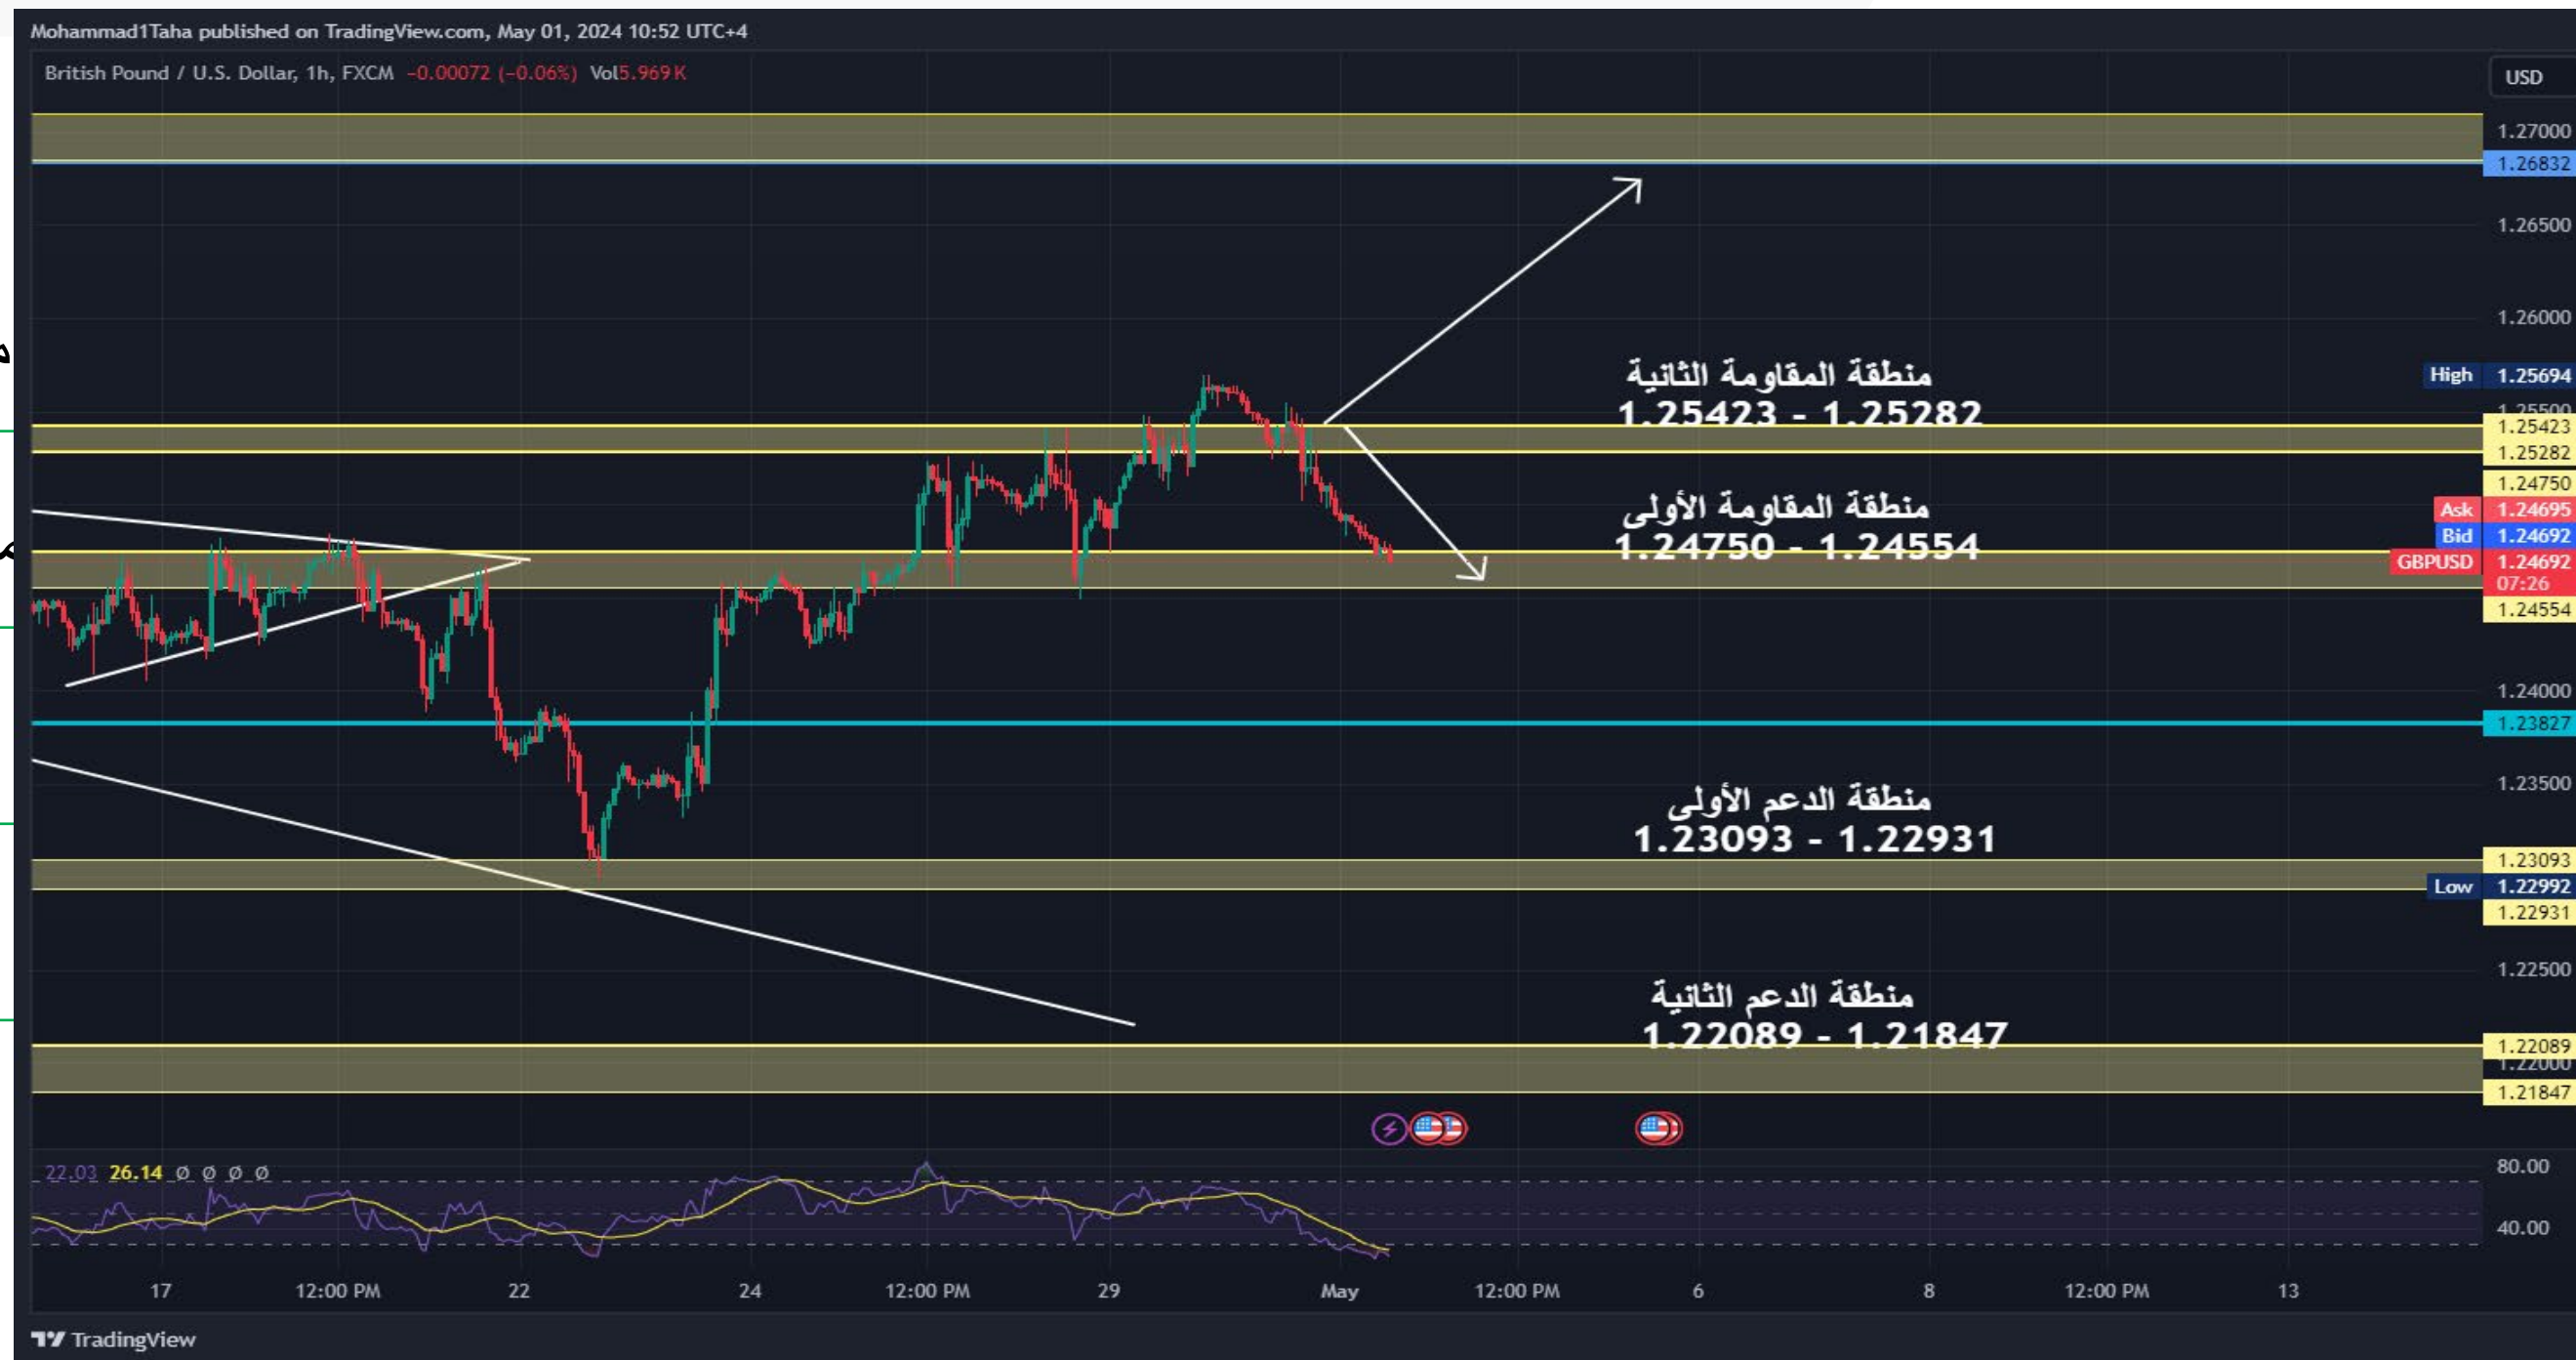 Mohammad1Taha published on TradingView.com, May 01, 2024 10:52 UTC+4
British Pound / U.S. Dollar, 1h, FXCM −0.00072 (−0.06%) Vol5.969 K
USD
1.27000
1.26832
1.26500
1.26000
منطقة المقاومة الثانية
1.25423 - 1.25282
High 1.25694
1.25500
1.25423
1.25282
1.24750
منطقة المقاومة الأولى
1.24750 - 1.24554
Ask 1.24695
Bid 1.24692
GBPUSD 1.24692
07:26
1.24554
1.24000
1.23827
1.23500
منطقة الدعم الأولى
1.23093 - 1.22931
1.23093
Low 1.22992
1.22931
1.22500
منطقة الدعم الثانية
1.22089 - 1.21847
1.22089
1.22000
1.21847
22.03 26.14 ∅ ∅ ∅ ∅
80.00
40.00
17 12:00 PM 22 24 12:00 PM 29 May 12:00 PM 6 8 12:00 PM 13
TradingView